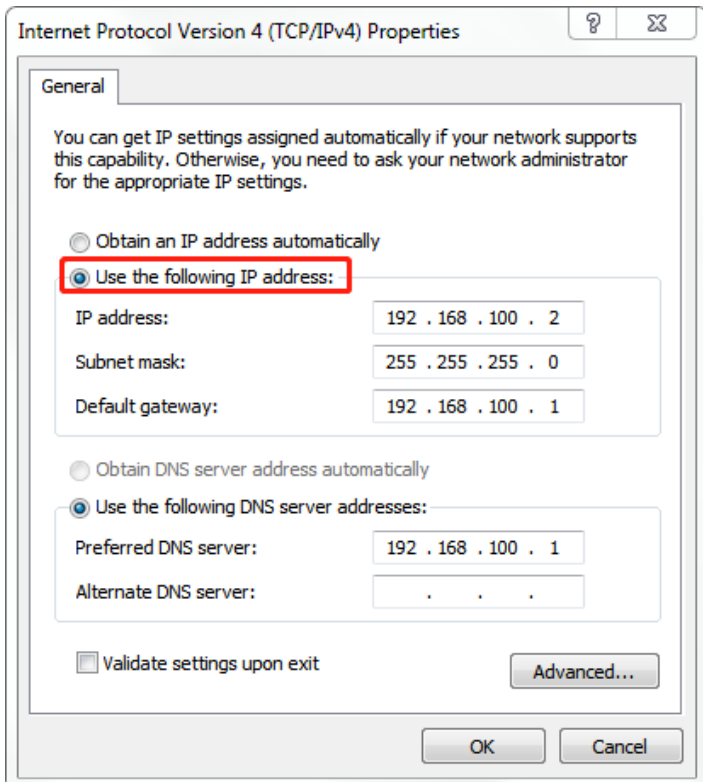 Internet Protocol Version 4 (TCP/IPv4) Properties
General
You can get IP settings assigned automatically if your network supports
this capability. Otherwise, you need to ask your network administrator
for the appropriate IP settings.
Obtain an IP address automatically
Use the following IP address:
IP address: 192 . 168 . 100 . 2
Subnet mask: 255 . 255 . 255 . 0
Default gateway: 192 . 168 . 100 . 1
Obtain DNS server address automatically
Use the following DNS server addresses:
Preferred DNS server: 192 . 168 . 100 . 1
Alternate DNS server: . . .
Validate settings upon exit
Advanced...
OK Cancel